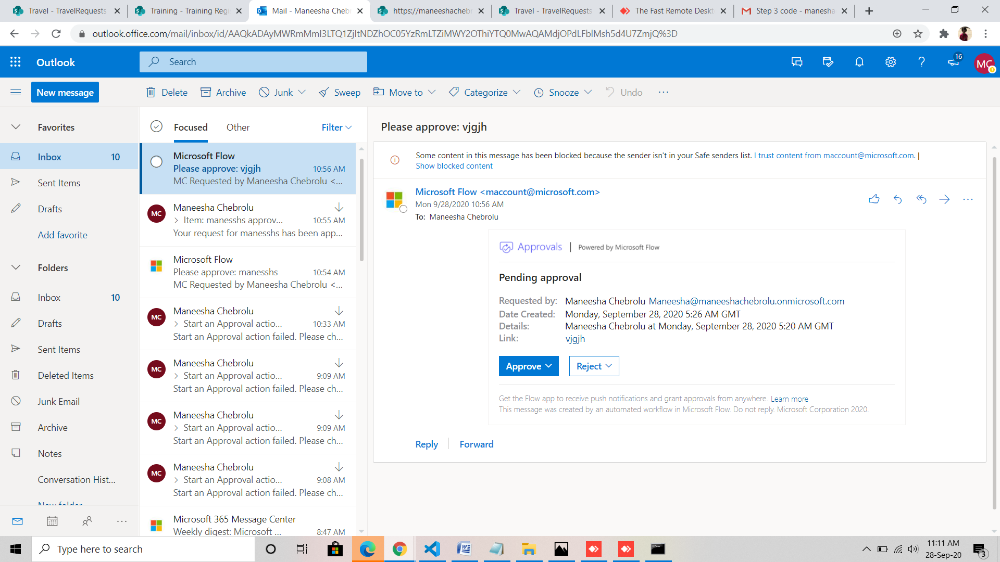 Travel - TravelRequests
Training - Training Regi
Mail - Maneesha Cheb
https://maneeshachebr
Travel - TravelRequests
The Fast Remote Deskt
Step 3 code - manesha
outlook.office.com/mail/inbox/id/AAQkADAyMWRmMmI3LTQ1ZjItNDZhOC05YzRmLTZiMWY2OThiYTQ0MwAQAMdjOPdLFblMsh5d4U7ZmjQ%3D
Outlook
Search
16
MC
New message
Delete
Archive
Junk
Sweep
Move to
Categorize
Snooze
Undo
Favorites
Inbox 10
Sent Items
Drafts
Add favorite
Folders
Inbox 10
Drafts
Sent Items
Deleted Items
Junk Email
Archive
Notes
Conversation Hist...
New folder
Focused
Other
Filter
Microsoft Flow
Please approve: vjgjh 10:56 AM
MC Requested by Maneesha Chebrolu <...
MC
Maneesha Chebrolu
Item: manesshs approv... 10:55 AM
Your request for manesshs has been app...
Microsoft Flow
Please approve: manesshs 10:54 AM
MC Requested by Maneesha Chebrolu <...
MC
Maneesha Chebrolu
Start an Approval actio... 10:33 AM
Start an Approval action failed. Please ch...
MC
Maneesha Chebrolu
Start an Approval actio... 9:09 AM
Start an Approval action failed. Please ch...
MC
Maneesha Chebrolu
Start an Approval actio... 9:09 AM
Start an Approval action failed. Please ch...
MC
Maneesha Chebrolu
Start an Approval actio... 9:08 AM
Start an Approval action failed. Please ch...
Microsoft 365 Message Center
Weekly digest: Microsoft ... 8:47 AM
Please approve: vjgjh
Some content in this message has been blocked because the sender isn't in your Safe senders list. I trust content from maccount@microsoft.com. |
Show blocked content
Microsoft Flow <maccount@microsoft.com>
Mon 9/28/2020 10:56 AM
To: Maneesha Chebrolu
Approvals | Powered by Microsoft Flow
Pending approval
Requested by: Maneesha Chebrolu Maneesha@maneeshachebrolu.onmicrosoft.com
Date Created: Monday, September 28, 2020 5:26 AM GMT
Details: Maneesha Chebrolu at Monday, September 28, 2020 5:20 AM GMT
Link: vjgjh
Approve
Reject
Get the Flow app to receive push notifications and grant approvals from anywhere. Learn more
This message was created by an automated workflow in Microsoft Flow. Do not reply. Microsoft Corporation 2020.
Reply
Forward
Type here to search
11:11 AM
28-Sep-20
3